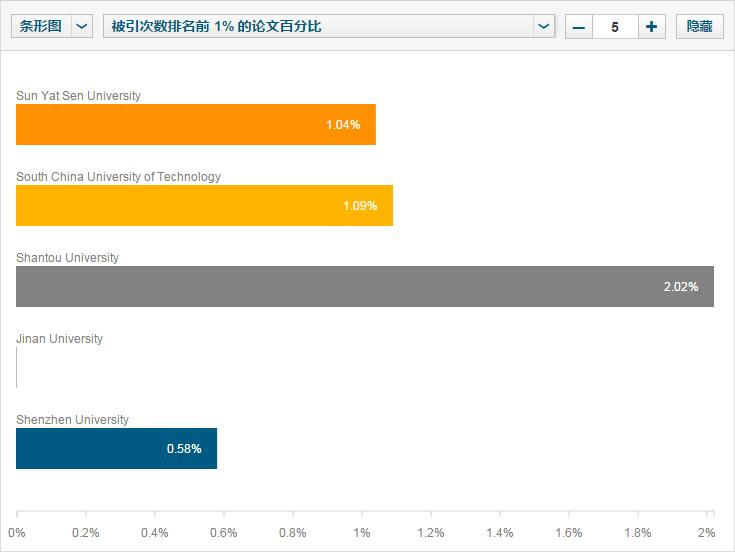 条形图 被引次数排名前 1% 的论文百分比 — 5 + 隐藏
Sun Yat Sen University
1.04%
South China University of Technology
1.09%
Shantou University
2.02%
Jinan University
Shenzhen University
0.58%
0% 0.2% 0.4% 0.6% 0.8% 1% 1.2% 1.4% 1.6% 1.8% 2%